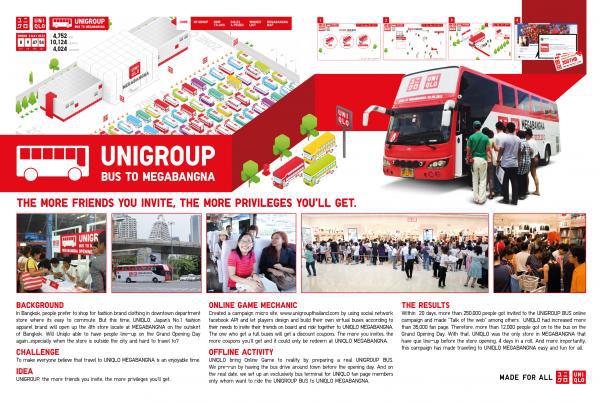 UNI QLO
UNIGROUP
BUS TO MEGABANGNA
4,752
10,124
4,024
MEGABANGNA
UNI QLO
UNI QLO
MEGABANGNA
UNIGROUP
BUS TO MEGABANGNA
THE MORE FRIENDS YOU INVITE, THE MORE PRIVILEGES YOU'LL GET.
BACKGROUND
In Bangkok, people prefer to shop for fashion brand clothing in downtown department
store where its easy to commute. But this time, UNIQLO, Japan's No.1 fashion
apparel brand will open up the 4th store locate at MEGABANGNA on the outskirt
of Bangkok. Will Uniqlo able to have people line-up on the Grand Opening Day
again...especially when the store is outside the city and hard to travel to?
CHALLENGE
To make everyone believe that travel to UNIQLO MEGABANGNA is an enjoyable time.
IDEA
UNIGROUP, the more friends you invite, the more privileges you'll get.
ONLINE GAME MECHANIC
Created a campaign micro site, www.uniqrouputhailand.com by using social network
facebook API and let players design and build their own virtual buses according to
their needs to invite their friends on board and ride together to UNIQLO MEGABANGNA.
The one who get a full buses will get a discount coupons. The more you invites, the
more coupons you'll get and it could only be redeemed at UNIQLO MEGABANGNA.
OFFLINE ACTIVITY
UNIQLO bring Online Game to reality by preparing a real UNIGROUP BUS.
We pre-run by having the bus drive around town before the opening day. And on
the real date, we set up an exclusively bus terminal for UNIQLO fan page members
only whom want to ride the UNIGROUP BUS to UNIQLO MEGABANGNA.
THE RESULTS
Within 20 days, more than 250,000 people got invited to the UNIGROUP BUS online
campaign and made "Talk of the web" among others. UNIQLO had increased more
than 35,000 fan page. Therefore, more than 12,000 people got on to the bus on the
Grand Opening Day. With that, UNIQLO was the only store in MEGABANGNA that
have que line-up before the store opening, 4 days in a roll. And more importantly,
this campaign has made traveling to UNIQLO MEGABANGNA easy and fun for all.
MADE FOR ALL
UNI QLO